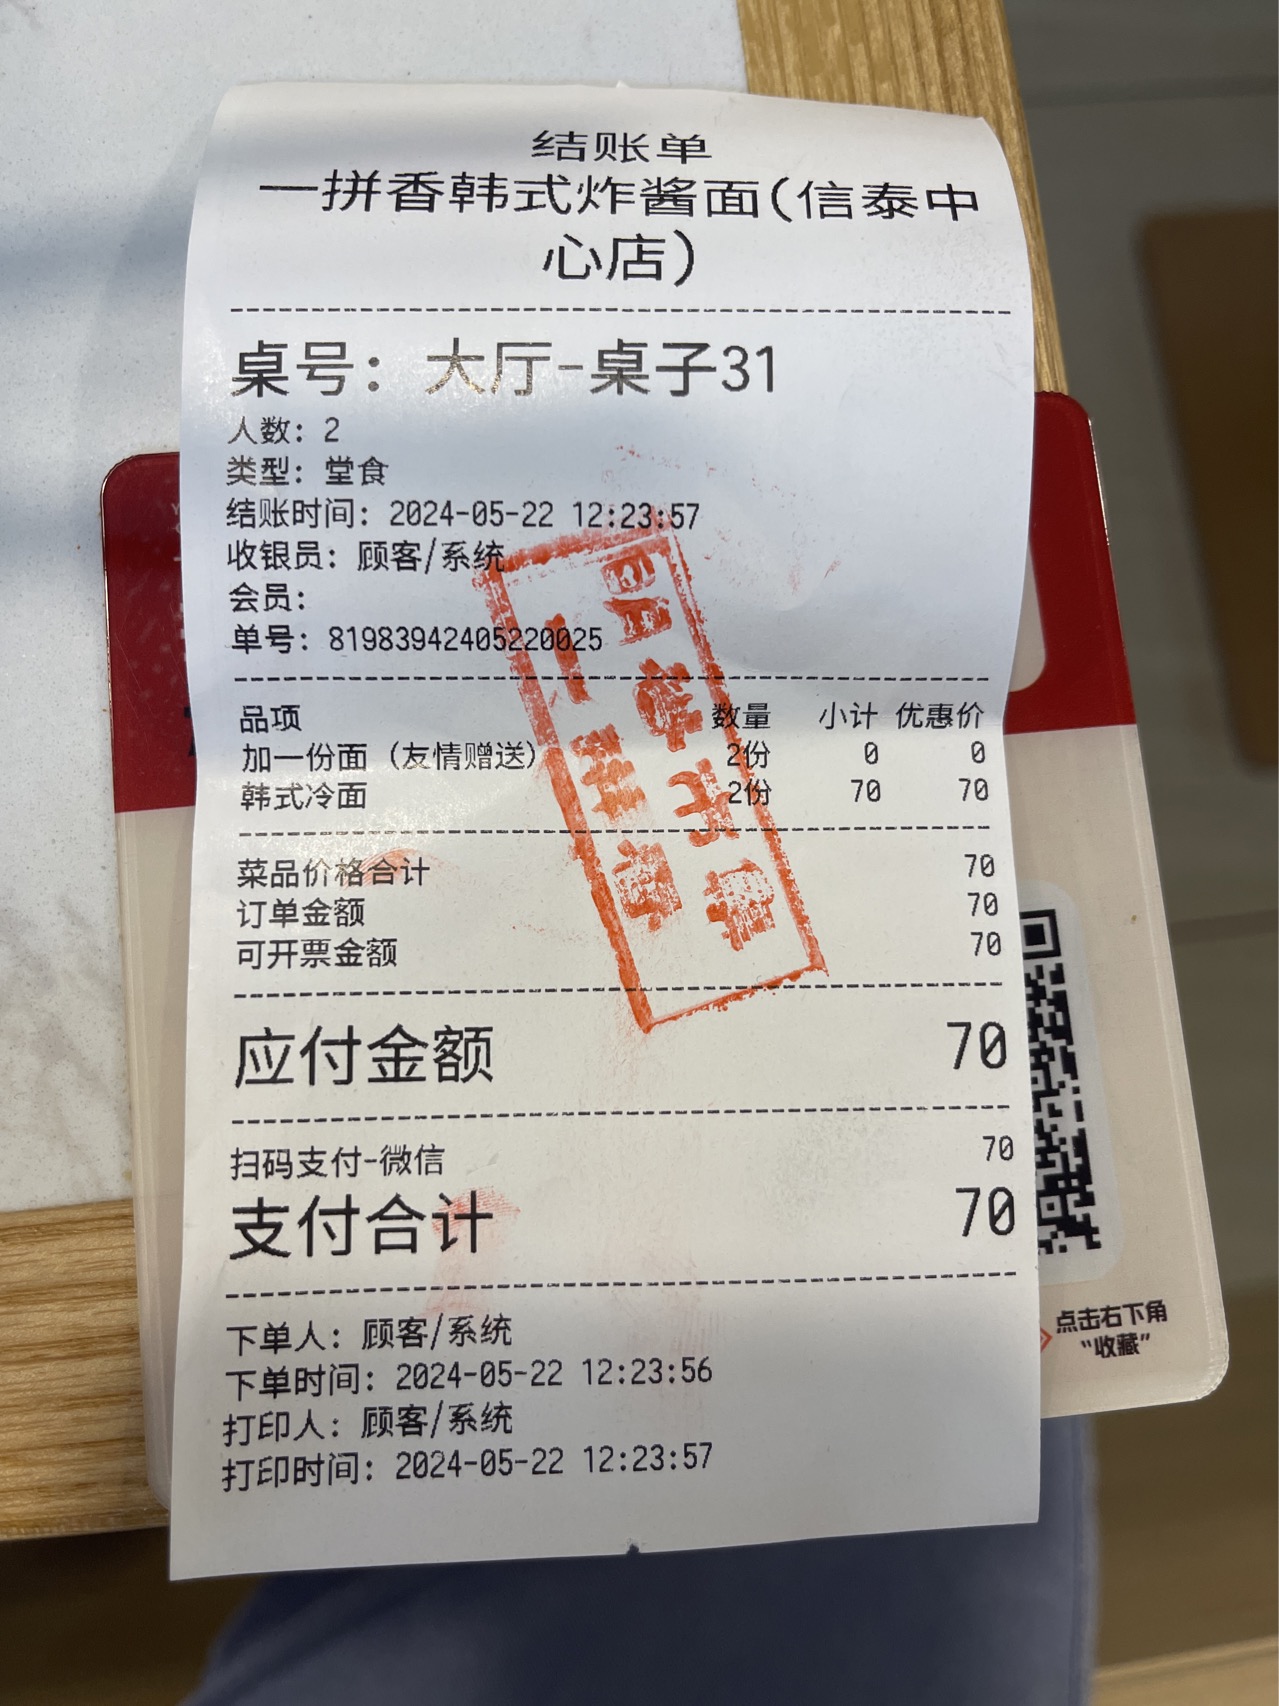 结账单
一拼香韩式炸酱面(信泰中
心店)
桌号：大厅-桌子31
人数：2
类型：堂食
结账时间：2024-05-22 12:23:57
收银员：顾客/系统
会员：
单号：81983942405220025
品项 数量 小计 优惠价
加一份面（友情赠送） 2份 0 0
韩式冷面 2份 70 70
菜品价格合计 70
订单金额 70
可开票金额 70
应付金额 70
扫码支付-微信 70
支付合计 70
下单人：顾客/系统
下单时间：2024-05-22 12:23:56
打印人：顾客/系统
打印时间：2024-05-22 12:23:57
点击右下角
“收藏”